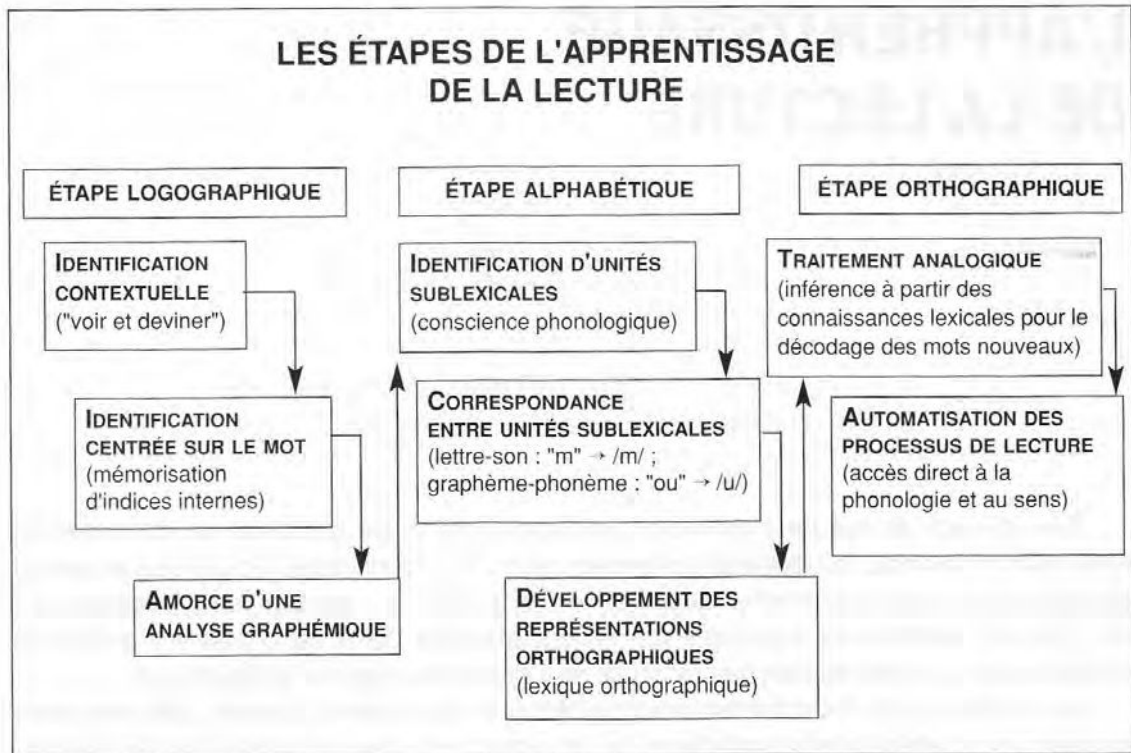 LES ÉTAPES DE L'APPRENTISSAGE
DE LA LECTURE
ÉTAPE LOGOGRAPHIQUE
IDENTIFICATION
CONTEXTUELLE
("voir et deviner")
IDENTIFICATION
CENTRÉE SUR LE MOT
(mémorisation
d'indices internes)
AMORCE D'UNE
ANALYSE GRAPHÉMIQUE
ÉTAPE ALPHABÉTIQUE
IDENTIFICATION D'UNITÉS
SUBLEXICALES
(conscience phonologique)
CORRESPONDANCE
ENTRE UNITÉS SUBLEXICALES
(lettre-son : "m" → /m/ ;
graphème-phonème : "ou" → /u/)
DÉVELOPPEMENT DES
REPRÉSENTATIONS
ORTHOGRAPHIQUES
(lexique orthographique)
ÉTAPE ORTHOGRAPHIQUE
TRAITEMENT ANALOGIQUE
(inférence à partir des
connaissances lexicales pour le
décodage des mots nouveaux)
AUTOMATISATION DES
PROCESSUS DE LECTURE
(accès direct à la
phonologie et au sens)